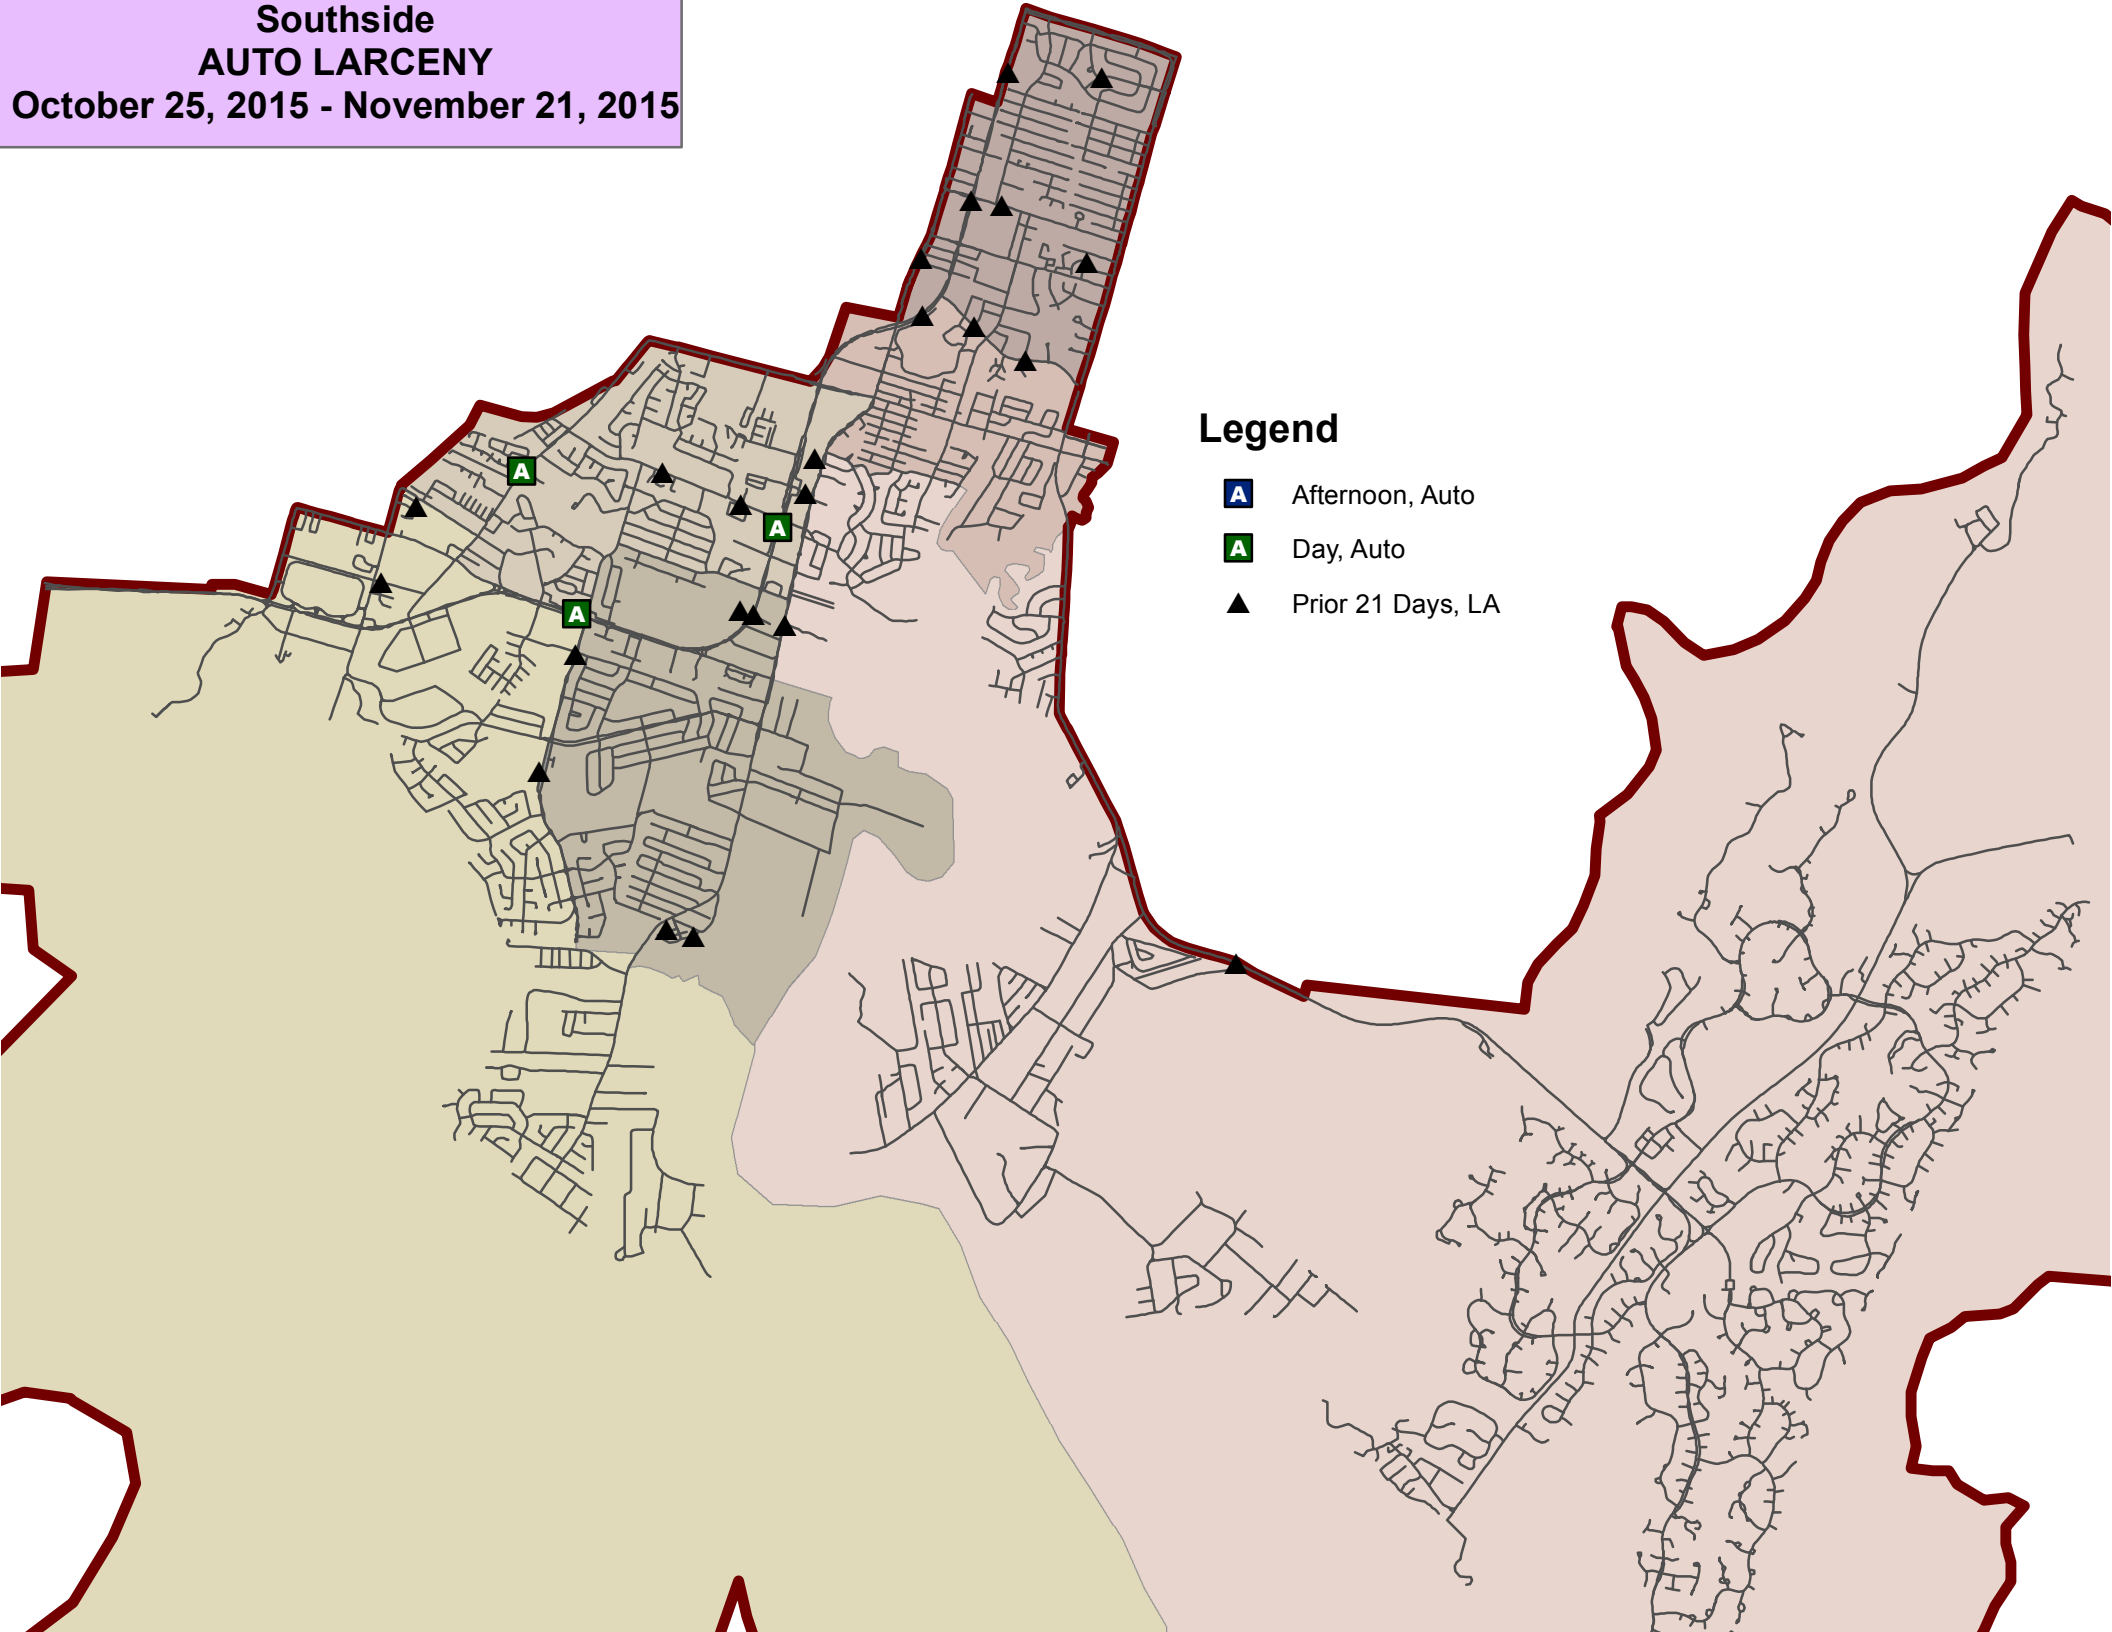 Southside
AUTO LARCENY
October 25, 2015 - November 21, 2015
A
A
A
Legend
A Afternoon, Auto
A Day, Auto
Prior 21 Days, LA